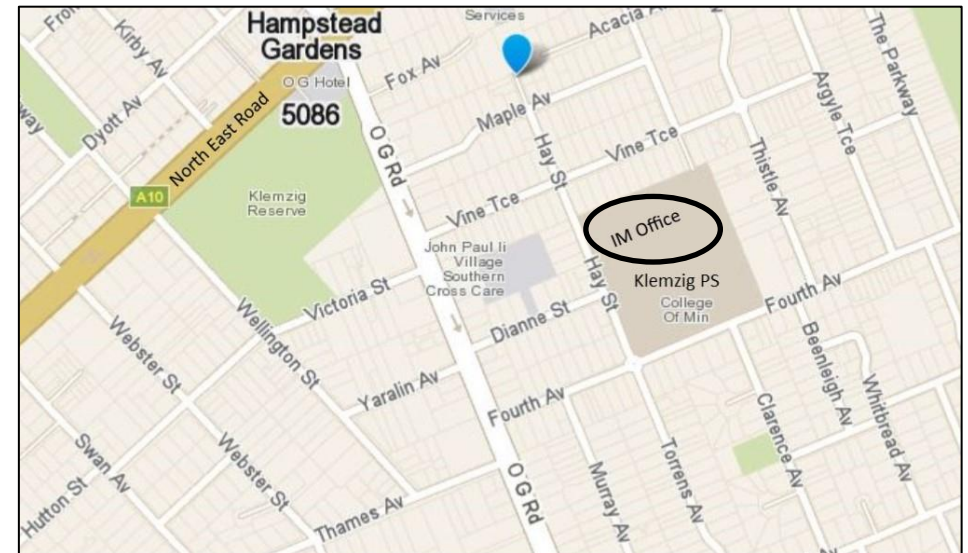 Services
Hampstead
Gardens
O G Hotel
5086
Kirby Av
Dyott Av
North East Road
A10
Klemzig
Reserve
Fox Av
Acacia
The Parkway
Maple Av
O G Rd
Hay St
Vine Tce
Argyle Tce
Thistle Av
Vine Tce
IM Office
John Paul Ii
Village
Southern
Cross Care
Klemzig PS
College
Of Min
Hay St
Fourth Av
Victoria St
Dianne St
Wellington St
Webster St
Yaralin Av
Fourth Av
Beenleigh Av
Whitbread Av
Clarence Av
Swan Av
Webster St
O G Rd
Murray Av
Torrens Av
Hutton St
Thames Av